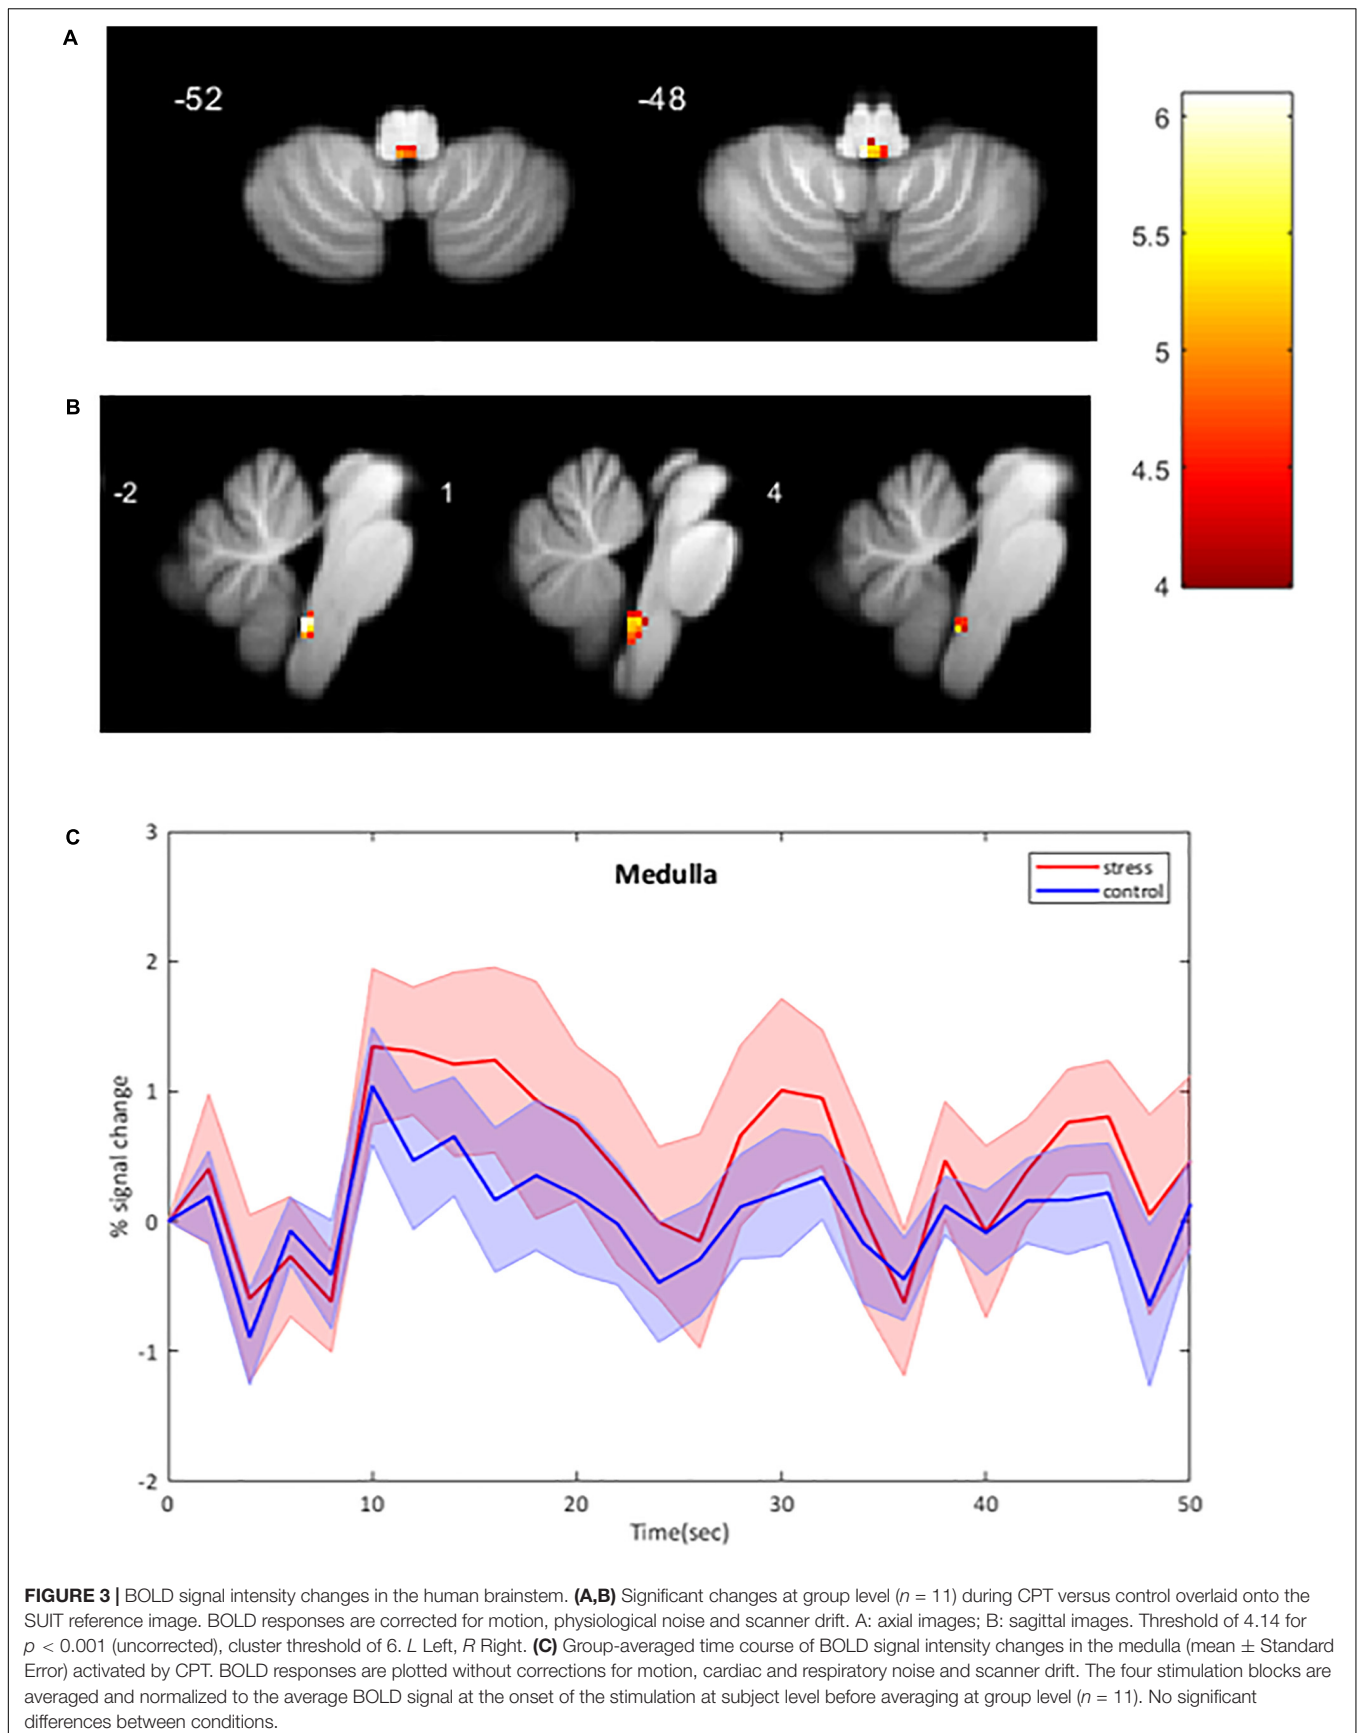 A
-52
-48
6
5.5
5
4.5
4
B
-2
1
4
C
3
2
1
0
-1
-2
% signal change
Medulla
stress
control
0 10 20 30 40 50
Time(sec)
FIGURE 3 | BOLD signal intensity changes in the human brainstem. (A,B) Significant changes at group level (n = 11) during CPT versus control overlaid onto the
SUIT reference image. BOLD responses are corrected for motion, physiological noise and scanner drift. A: axial images; B: sagittal images. Threshold of 4.14 for
p < 0.001 (uncorrected), cluster threshold of 6. L Left, R Right. (C) Group-averaged time course of BOLD signal intensity changes in the medulla (mean ± Standard
Error) activated by CPT. BOLD responses are plotted without corrections for motion, cardiac and respiratory noise and scanner drift. The four stimulation blocks are
averaged and normalized to the average BOLD signal at the onset of the stimulation at subject level before averaging at group level (n = 11). No significant
differences between conditions.